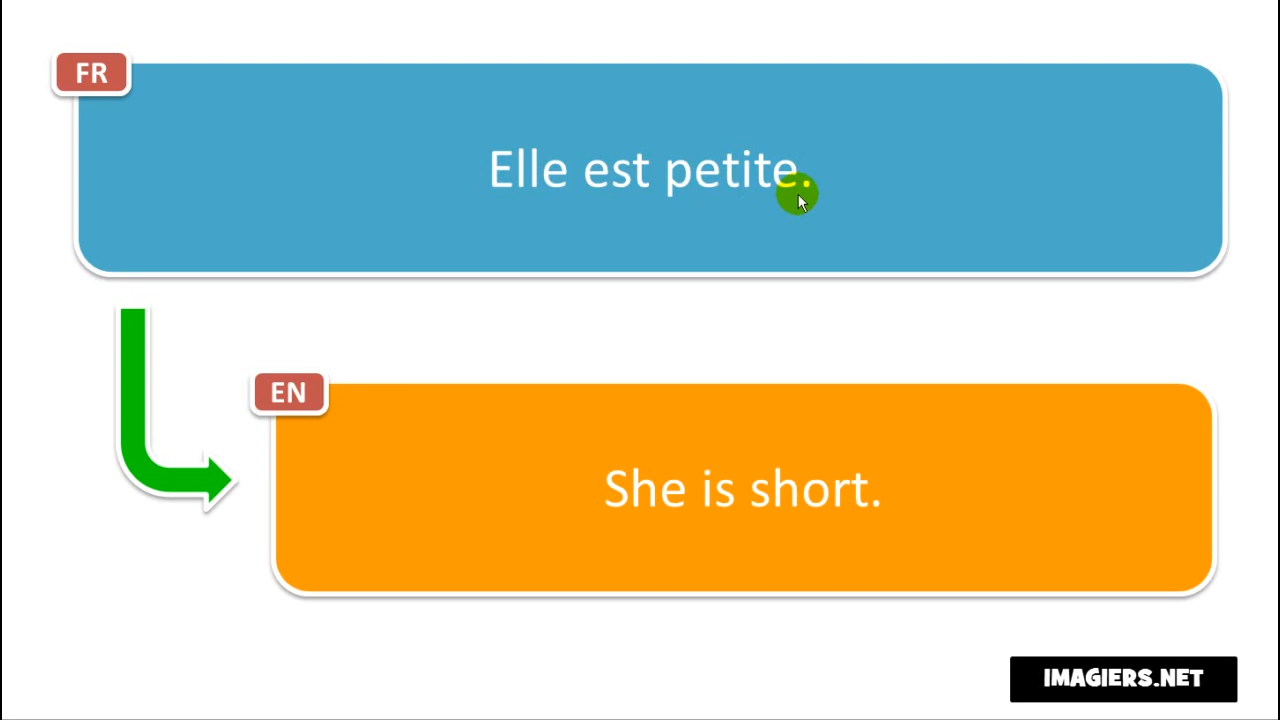 FR
Elle est petite.
EN
She is short.
IMAGIERS.NET